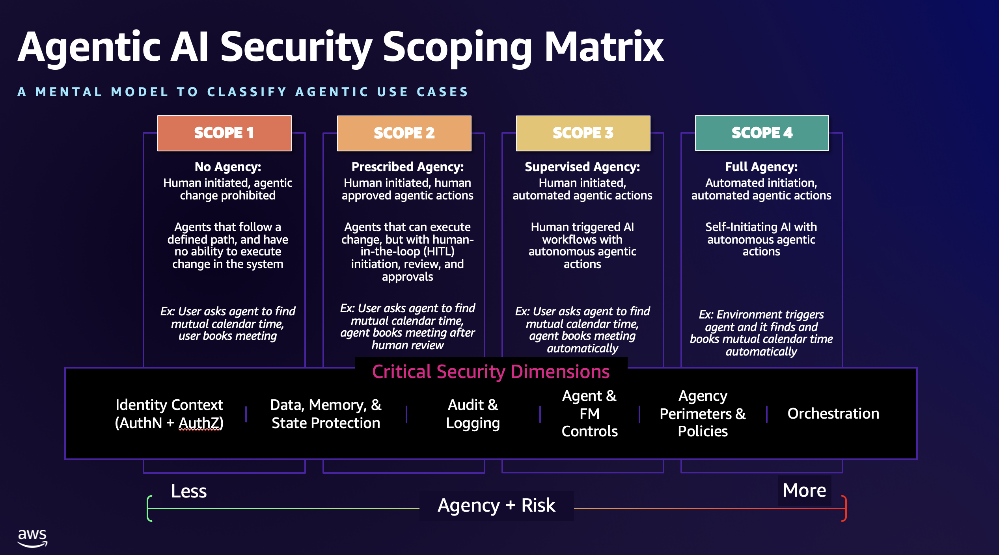 Agentic AI Security Scoping Matrix
A MENTAL MODEL TO CLASSIFY AGENTIC USE CASES
SCOPE 1
No Agency:
Human initiated, agentic
change prohibited
Agents that follow a
defined path, and have
no ability to execute
change in the system
Ex: User asks agent to find
mutual calendar time,
user books meeting
SCOPE 2
Prescribed Agency:
Human initiated, human
approved agentic actions
Agents that can execute
change, but with human-
in-the-loop (HITL)
initiation, review, and
approvals
Ex: User asks agent to find
mutual calendar time,
agent books meeting after
human review
SCOPE 3
Supervised Agency:
Human initiated,
automated agentic actions
Human triggered AI
workflows with
autonomous agentic
actions
Ex: User asks agent to find
mutual calendar time,
agent books meeting
automatically
SCOPE 4
Full Agency:
Automated initiation,
automated agentic actions
Self-Initiating AI with
autonomous agentic
actions
Ex: Environment triggers
agent and it finds and
books mutual calendar time
automatically
Critical Security Dimensions
Identity Context
(AuthN + AuthZ)
Data, Memory, &
State Protection
Audit &
Logging
Agent &
FM
Controls
Agency
Perimeters &
Policies
Orchestration
Less
Agency + Risk
More
aws